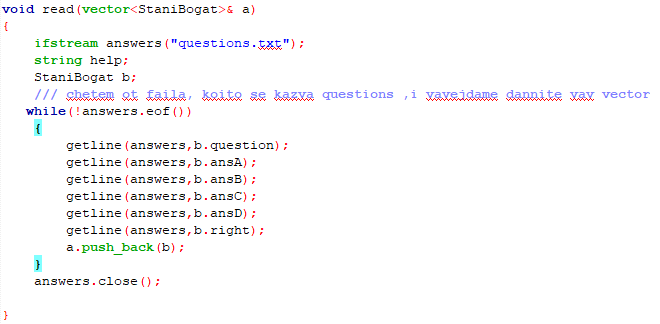 void read(vector<StaniBogat>& a)
{
ifstream answers("questions.txt");
string help;
StaniBogat b;
/// chetem ot faila, koito se kazva questions ,i vavejdame dannite vav vector
while(!answers.eof())
{
getline(answers,b.question);
getline(answers,b.ansA);
getline(answers,b.ansB);
getline(answers,b.ansC);
getline(answers,b.ansD);
getline(answers,b.right);
a.push_back(b);
}
answers.close();
}